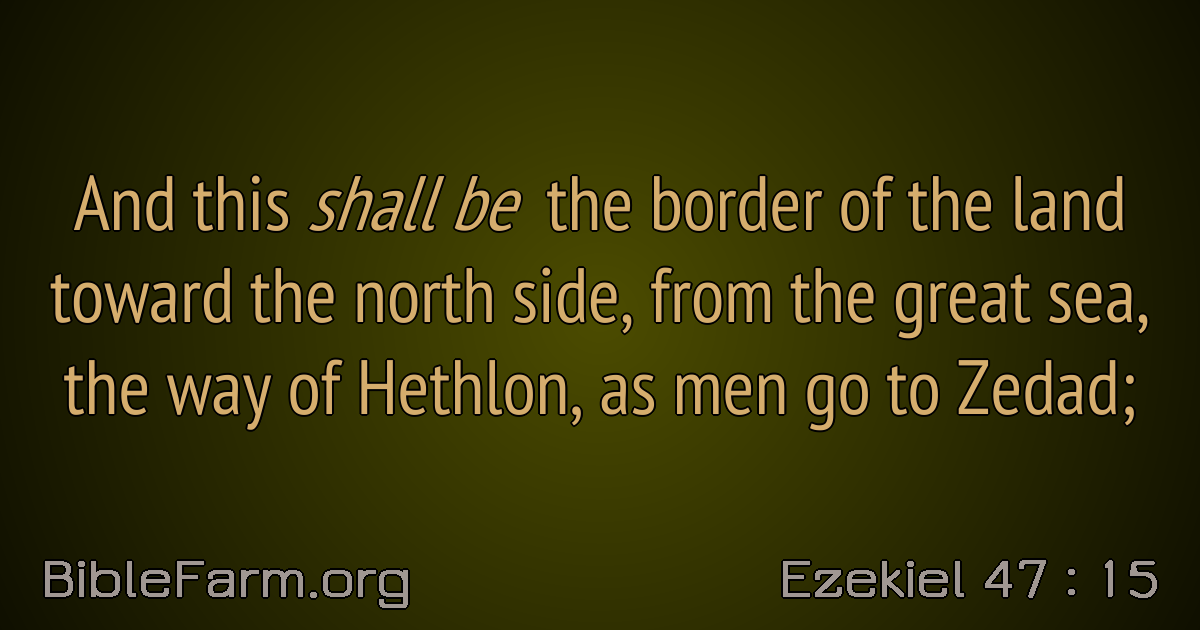 And this shall be the border of the land
toward the north side, from the great sea,
the way of Hethlon, as men go to Zedad;
BibleFarm.org
Ezekiel 47 : 15